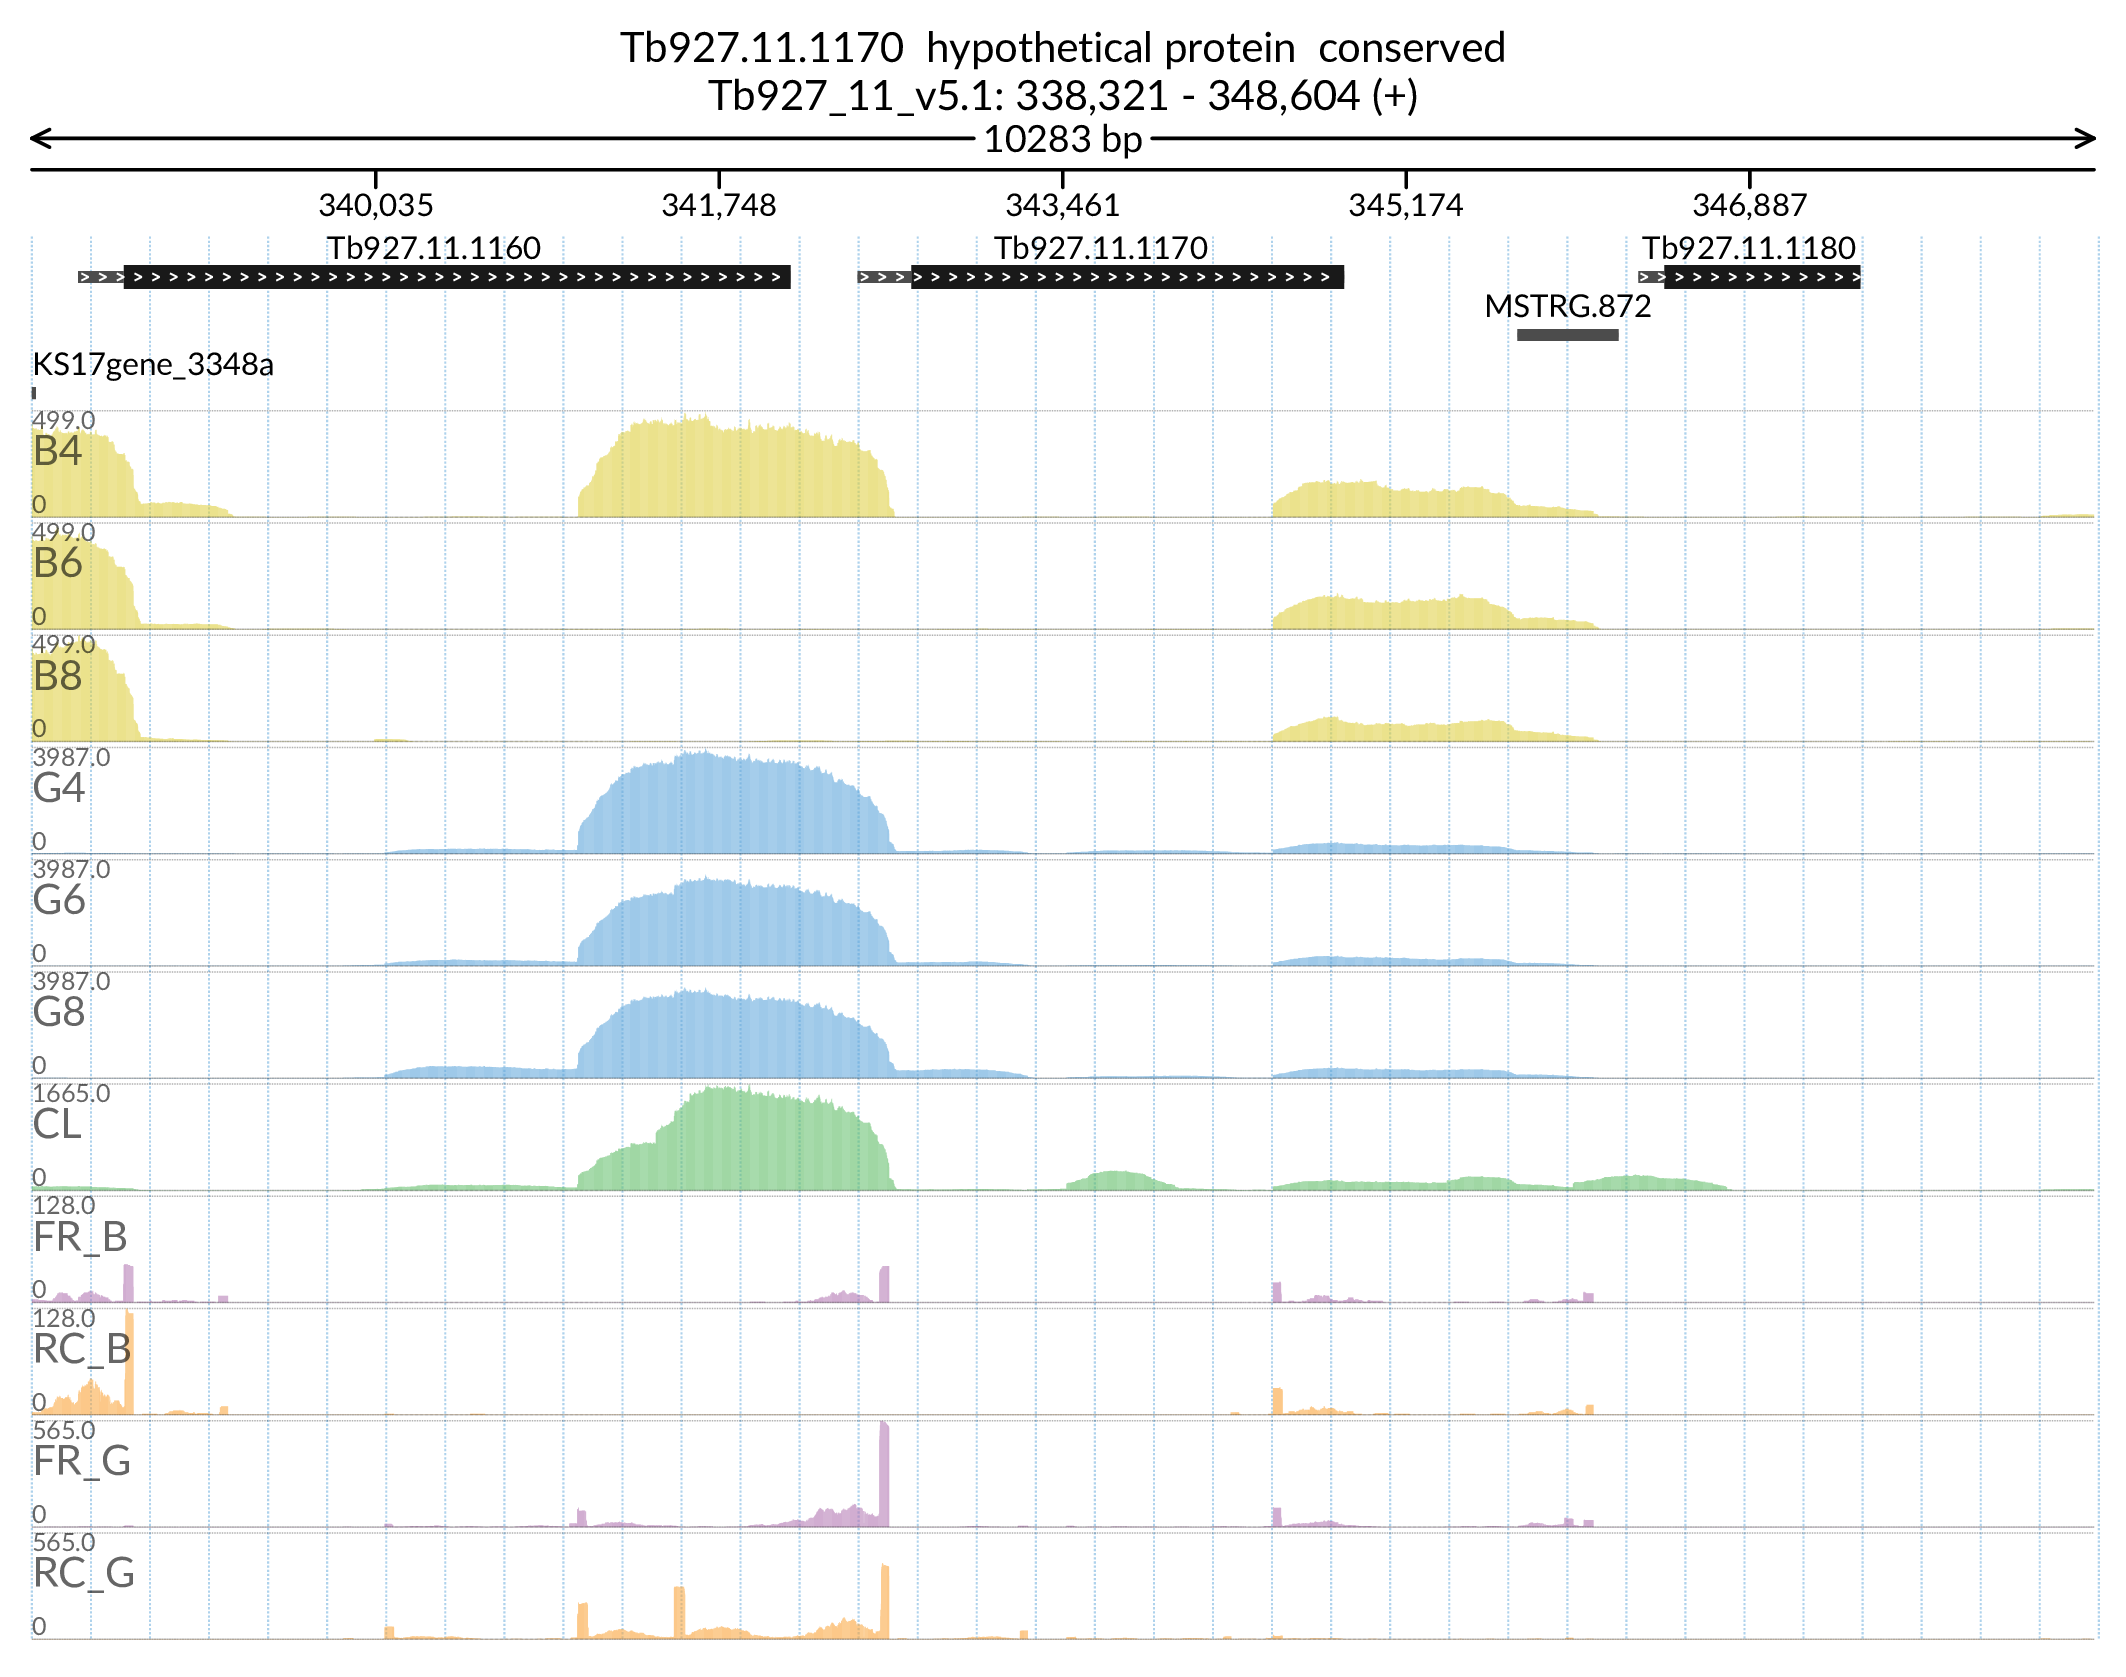 Tb927.11.1170  hypothetical protein  conserved
Tb927_11_v5.1: 338,321 - 348,604 (+)
10283 bp
340,035 341,748 343,461 345,174 346,887
Tb927.11.1160 Tb927.11.1170 Tb927.11.1180
MSTRG.872
KS17gene_3348a
499.0
B4
0
499.0
B6
0
499.0
B8
0
3987.0
G4
0
3987.0
G6
0
3987.0
G8
0
1665.0
CL
0
128.0
FR_B
0
128.0
RC_B
0
565.0
FR_G
0
565.0
RC_G
0